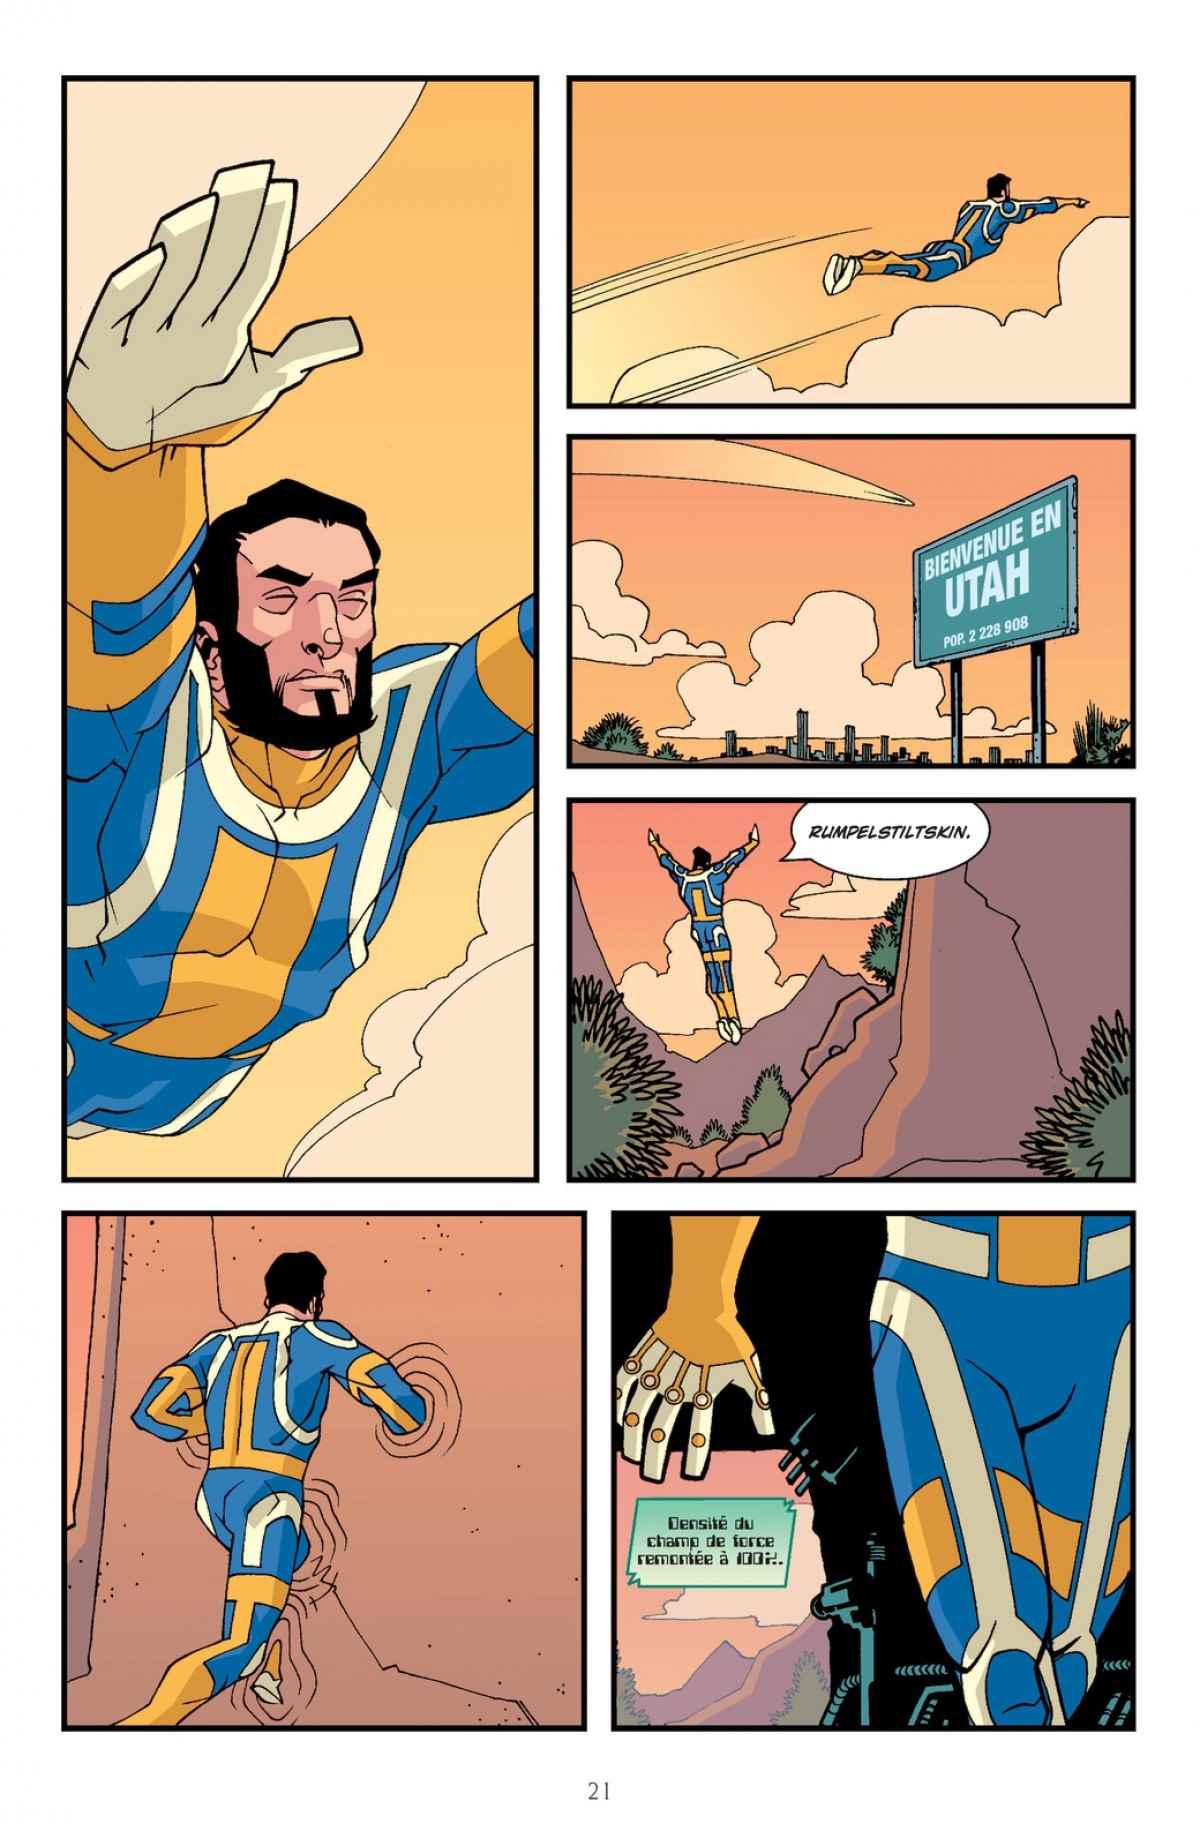 BIENVENUE EN
UTAH
POP. 2 228 908
RUMPELSTILTSKIN.
Densité du
champ de force
remontée à 100%.
21